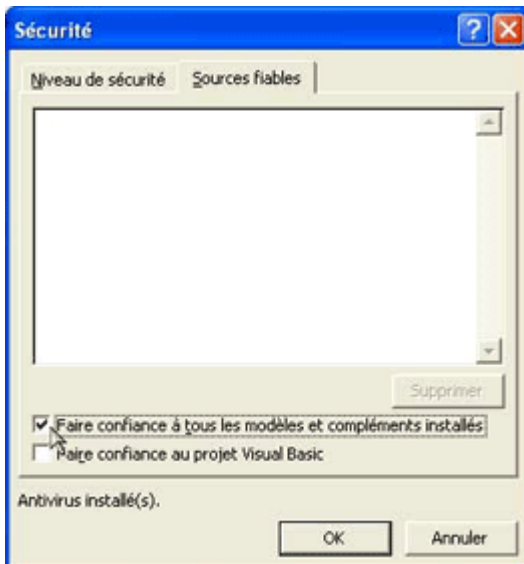 Sécurité
Niveau de sécurité Sources fiables
Supprimer
Faire confiance à tous les modèles et compléments installés
Faire confiance au projet Visual Basic
Antivirus installé(s).
OK Annuler